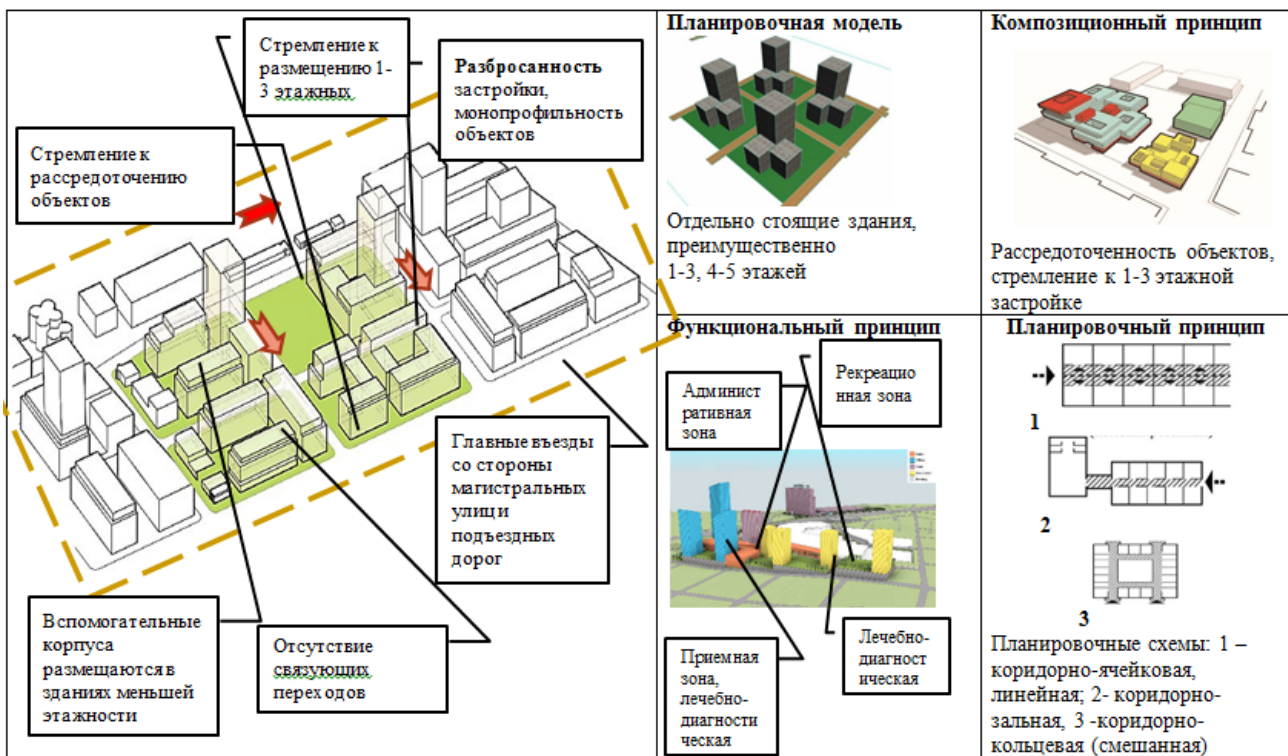 Стремление к
размещению 1-
3 этажных
Разбросанность
застройки,
монопрофильность
объектов
Стремление к
рассредоточению
объектов
Главные въезды
со стороны
магистральных
улиц и
подъездных
дорог
Вспомогательные
корпуса
размещаются в
зданиях меньшей
этажности
Отсутствие
связующих
переходов
Планировочная модель
Отдельно стоящие здания,
преимущественно
1-3, 4-5 этажей
Композиционный принцип
Рассредоточенность объектов,
стремление к 1-3 этажной
застройке
Функциональный принцип
Админист
ративная
зона
Рекреацио
нная зона
Приемная
зона,
лечебно-
диагности
ческая
Лечебно-
диагност
ическая
Планировочный принцип
1
2
3
Планировочные схемы: 1 –
коридорно-ячейковая,
линейная; 2- коридорно-
зальная, 3 -коридорно-
кольцевая (смешанная)